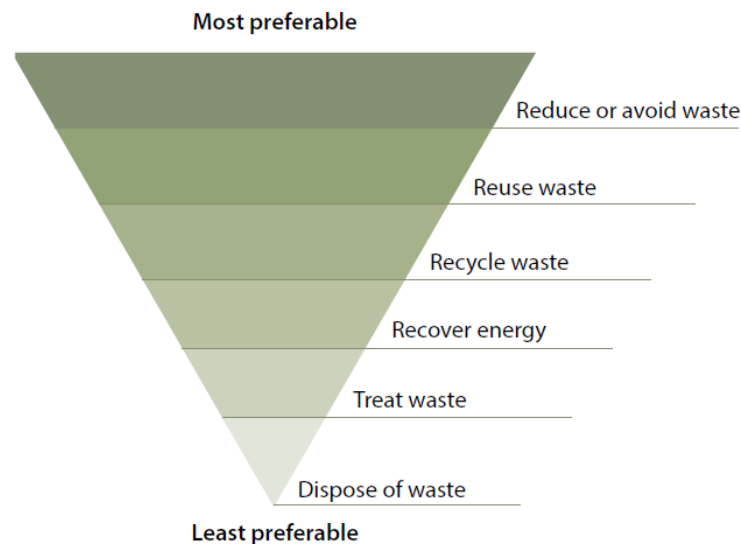 Most preferable
Reduce or avoid waste
Reuse waste
Recycle waste
Recover energy
Treat waste
Dispose of waste
Least preferable